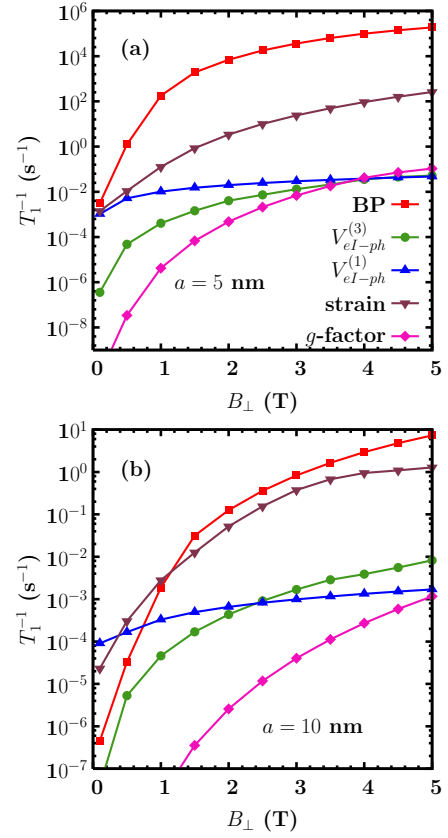 (a)
10^6
10^4
10^2
10^0
10^-2
10^-4
10^-6
10^-8
T_1^-1 (s^-1)
BP
V_{eI-ph}^{(3)}
V_{eI-ph}^{(1)}
strain
g-factor
a = 5 nm
0 1 2 3 4 5
B_⊥ (T)
(b)
10^1
10^0
10^-1
10^-2
10^-3
10^-4
10^-5
10^-6
10^-7
T_1^-1 (s^-1)
a = 10 nm
0 1 2 3 4 5
B_⊥ (T)